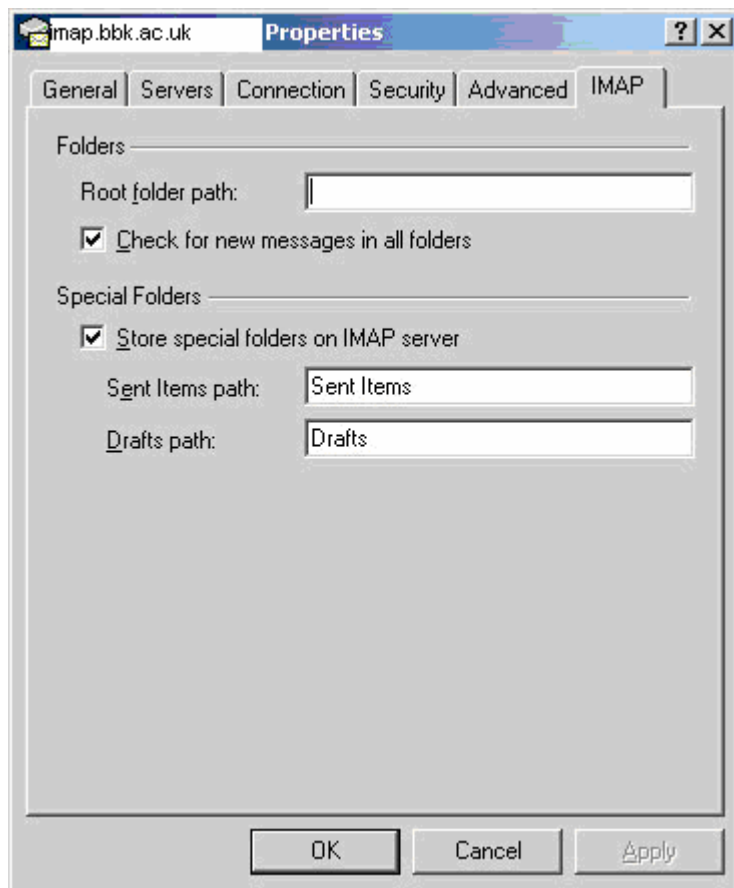 imap.bbk.ac.uk Properties
General Servers Connection Security Advanced IMAP
Folders
Root folder path:
Check for new messages in all folders
Special Folders
Store special folders on IMAP server
Sent Items path: Sent Items
Drafts path: Drafts
OK Cancel Apply